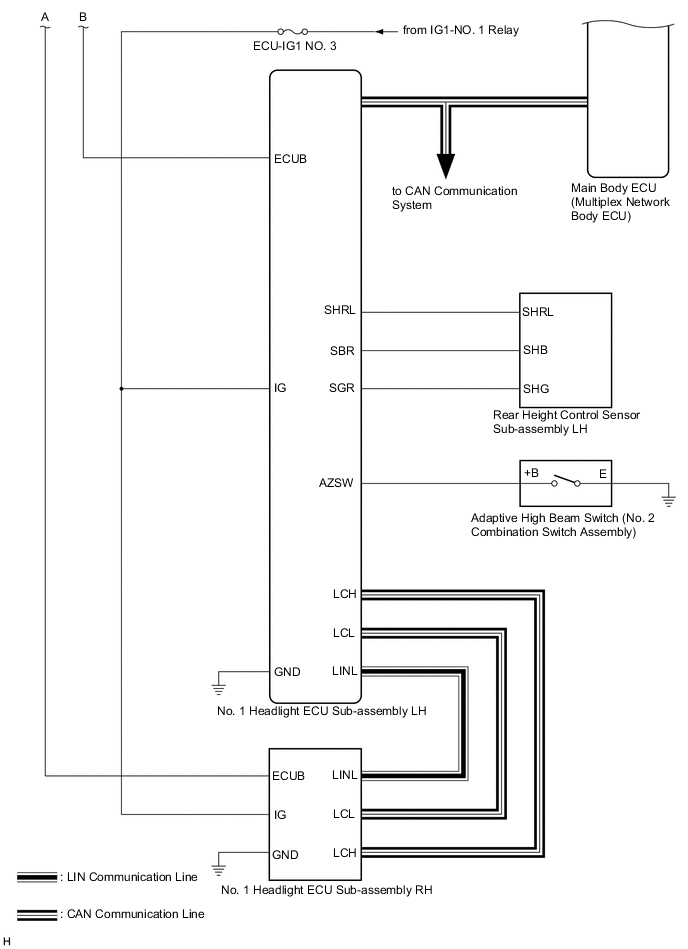 A
B
from IG1-NO. 1 Relay
ECU-IG1 NO. 3
ECUB
to CAN Communication
System
Main Body ECU
(Multiplex Network
Body ECU)
SHRL
SHRL
SBR
SHB
IG
SGR
SHG
Rear Height Control Sensor
Sub-assembly LH
AZSW
+B
E
Adaptive High Beam Switch (No. 2
Combination Switch Assembly)
LCH
LCL
GND
LINL
No. 1 Headlight ECU Sub-assembly LH
ECUB
LINL
IG
LCL
GND
LCH
No. 1 Headlight ECU Sub-assembly RH
: LIN Communication Line
: CAN Communication Line
H